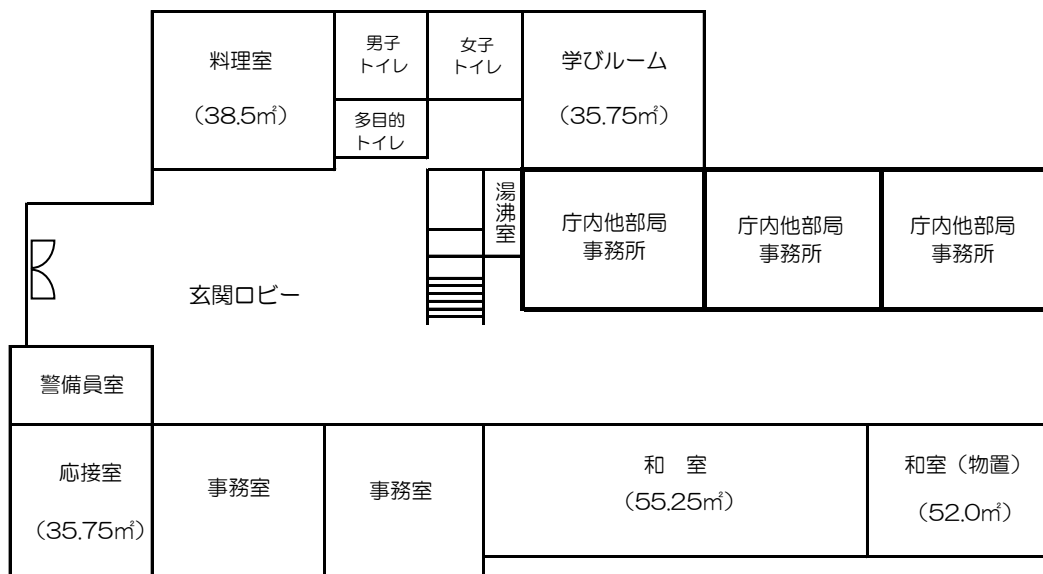 料理室
（38.5㎡）
男子
トイレ
女子
トイレ
多目的
トイレ
学びルーム
（35.75㎡）
湯沸室
庁内他部局
事務所
庁内他部局
事務所
庁内他部局
事務所
玄関ロビー
警備員室
応接室
（35.75㎡）
事務室
事務室
和　室
（55.25㎡）
和室（物置）
（52.0㎡）